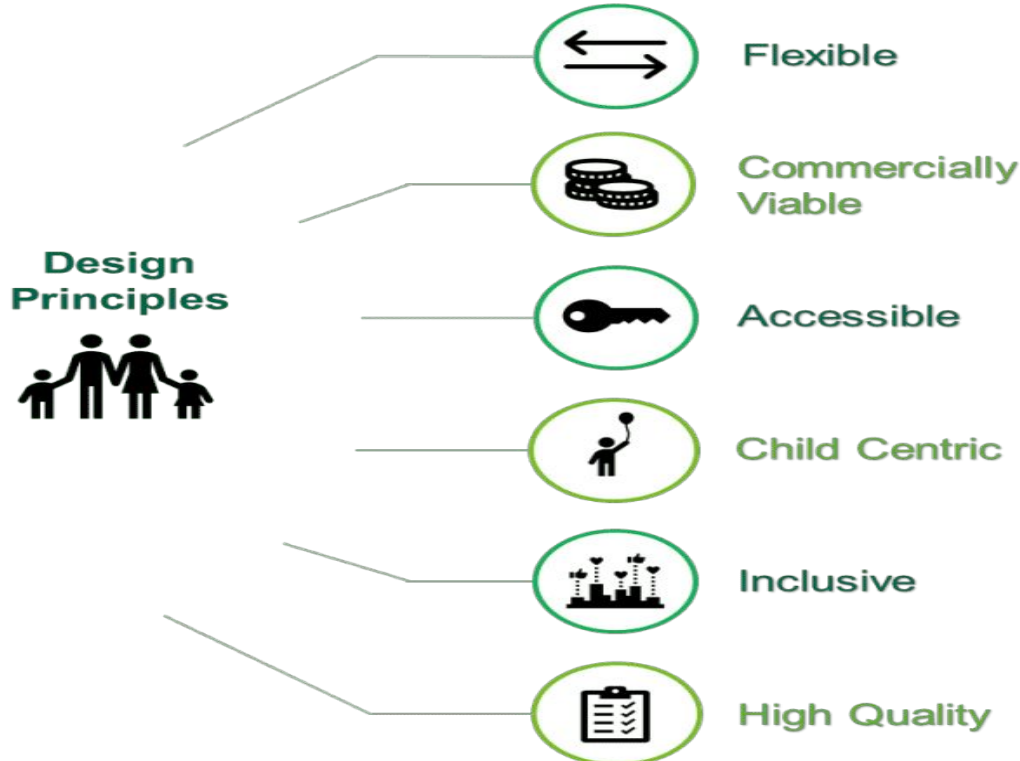 Design
Principles
Flexible
Commercially
Viable
Accessible
Child Centric
Inclusive
High Quality